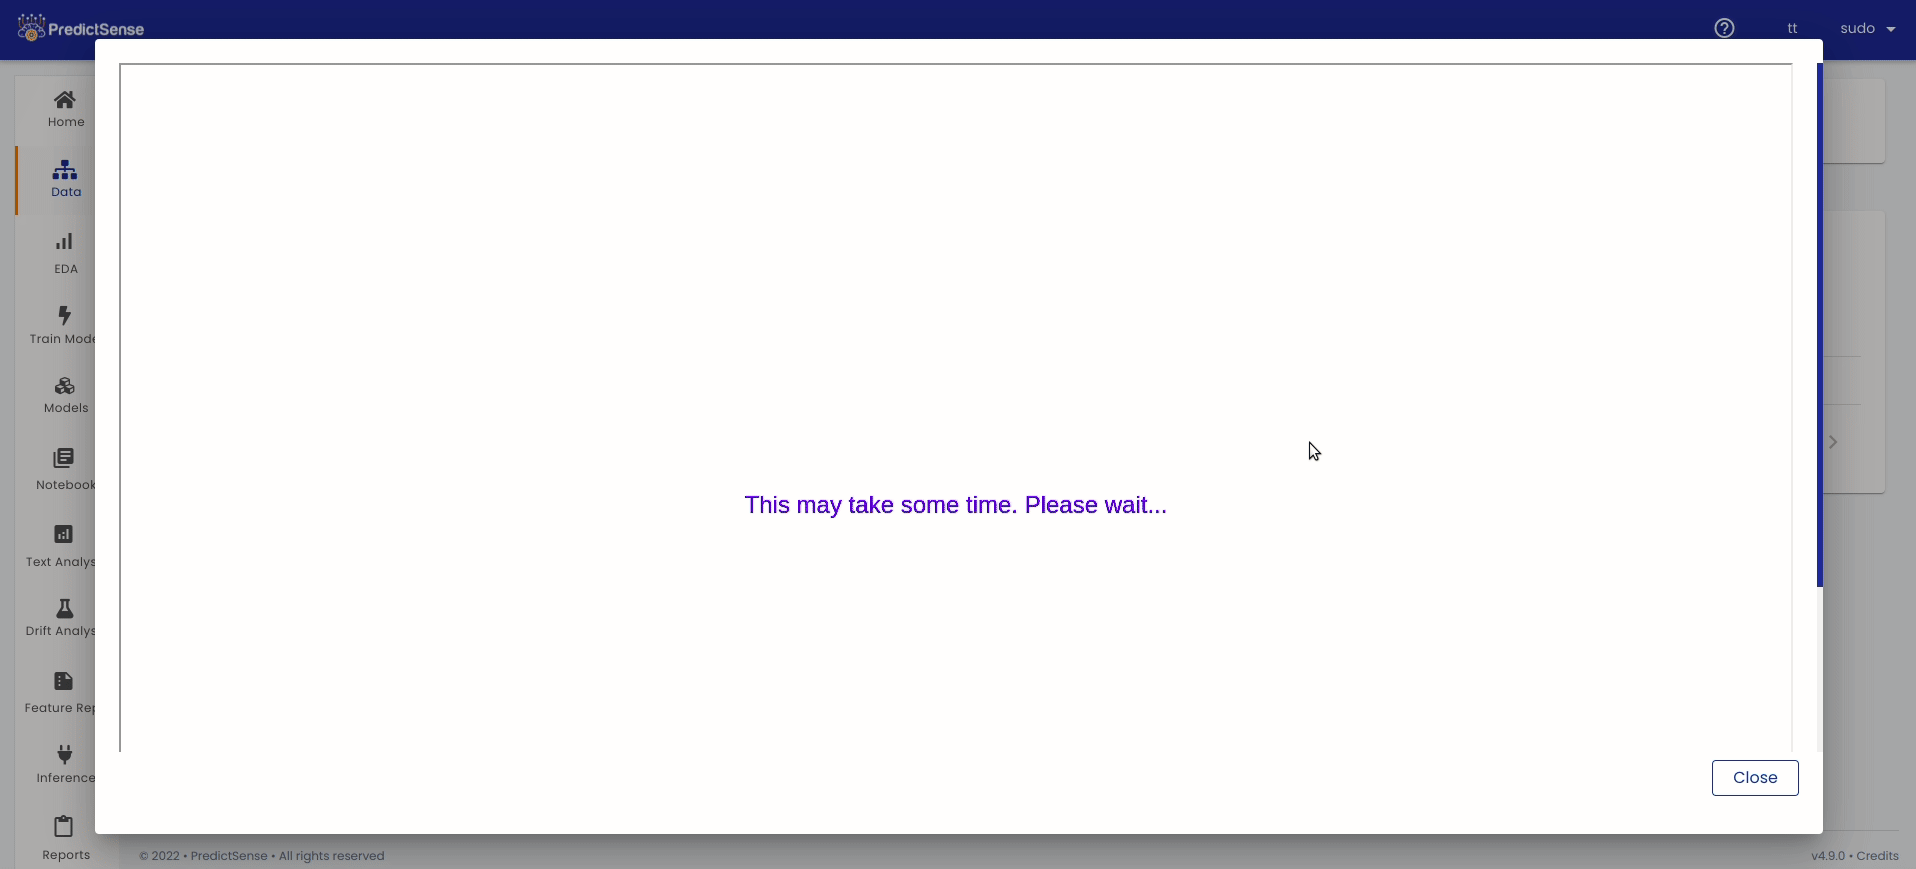 PredictSense
tt
sudo
Home
Data
EDA
Train Mode
Models
Notebook
Text Analys
Drift Analys
Feature Rep
Inference
Reports
This may take some time. Please wait...
Close
© 2022 • PredictSense • All rights reserved
v4.9.0 • Credits